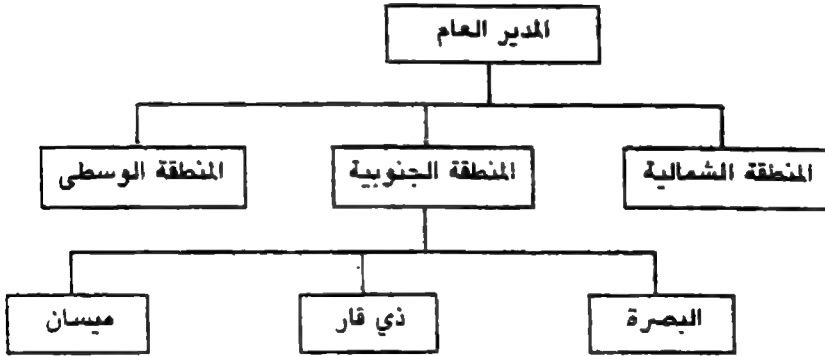 المدير العام
المنطقة الشمالية
المنطقة الجنوبية
المنطقة الوسطى
البصرة
ذي قار
ميسان